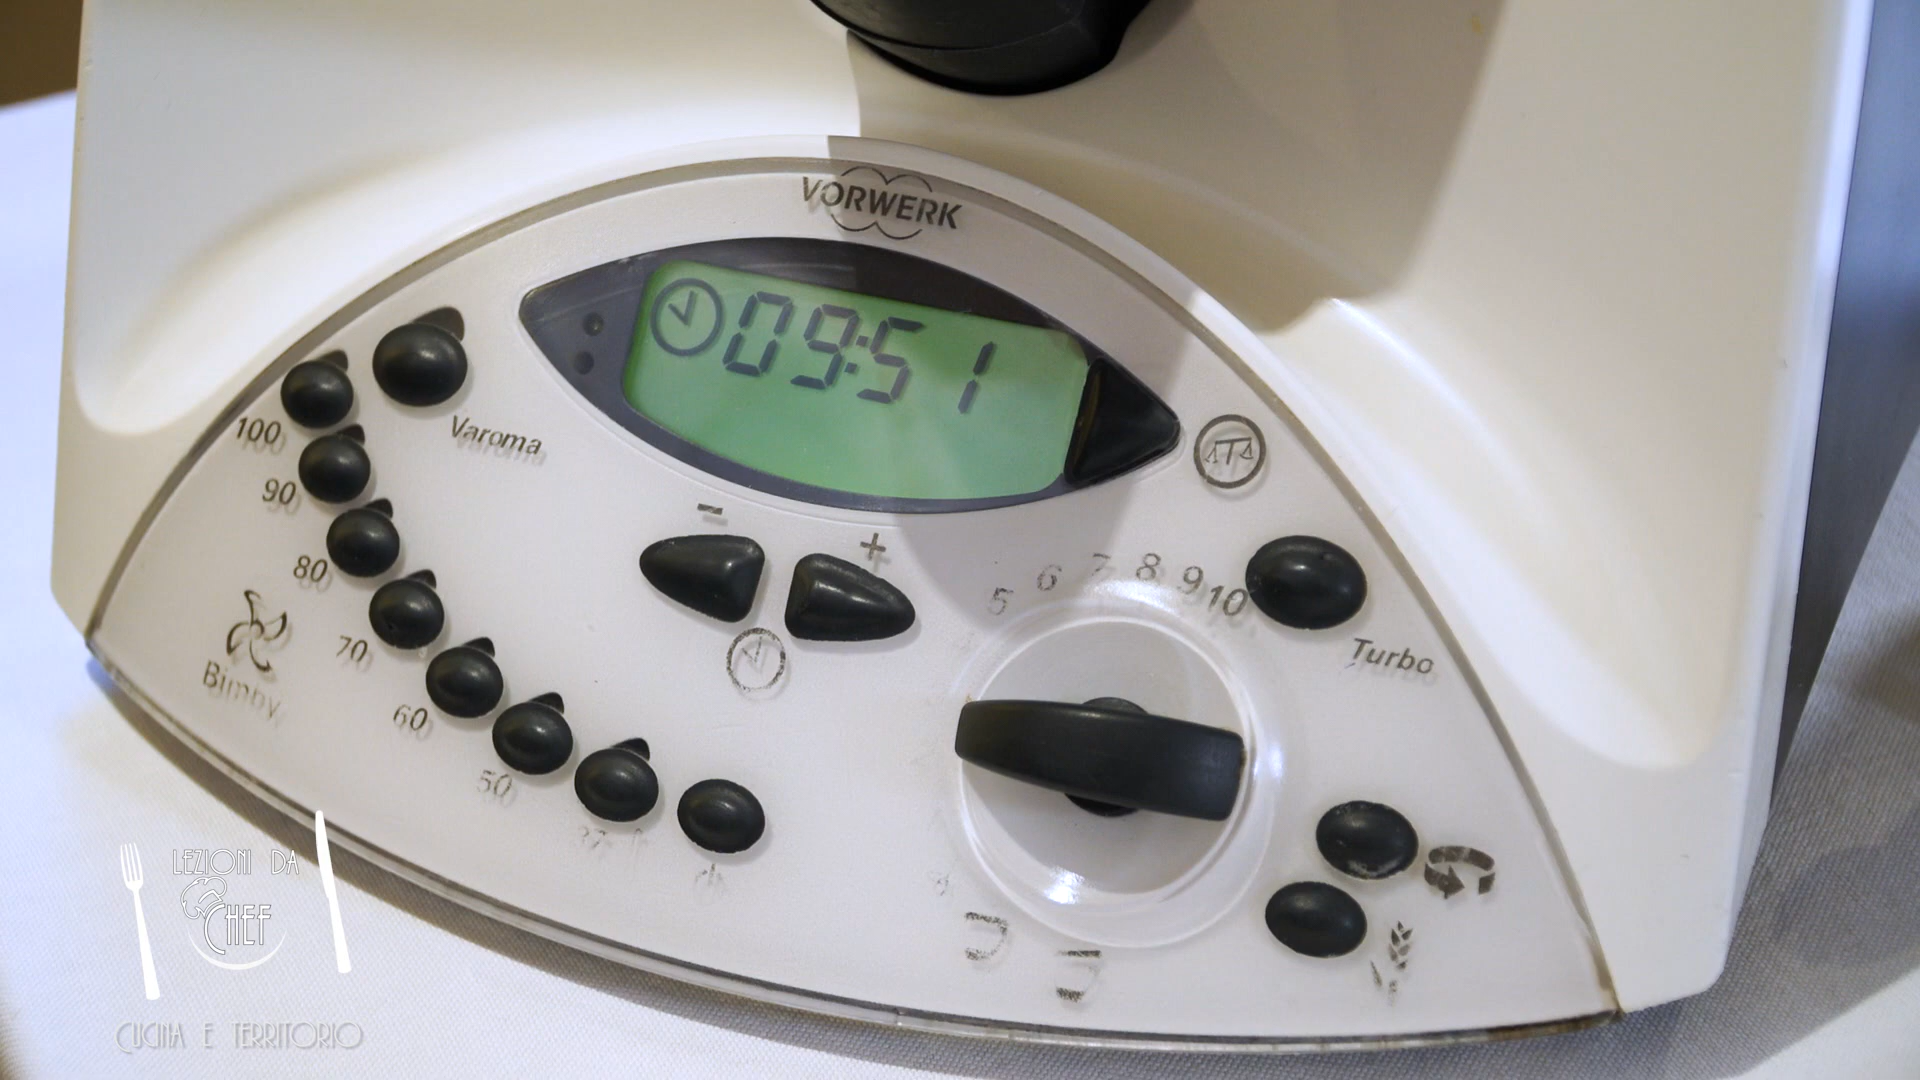 VORWERK
09:51
Varoma
100
90
80
70
60
50
-
+
5 6 7 8 9 10
Turbo
Bimby
LEZIONI DA
CHEF
CUCINA E TERRITORIO